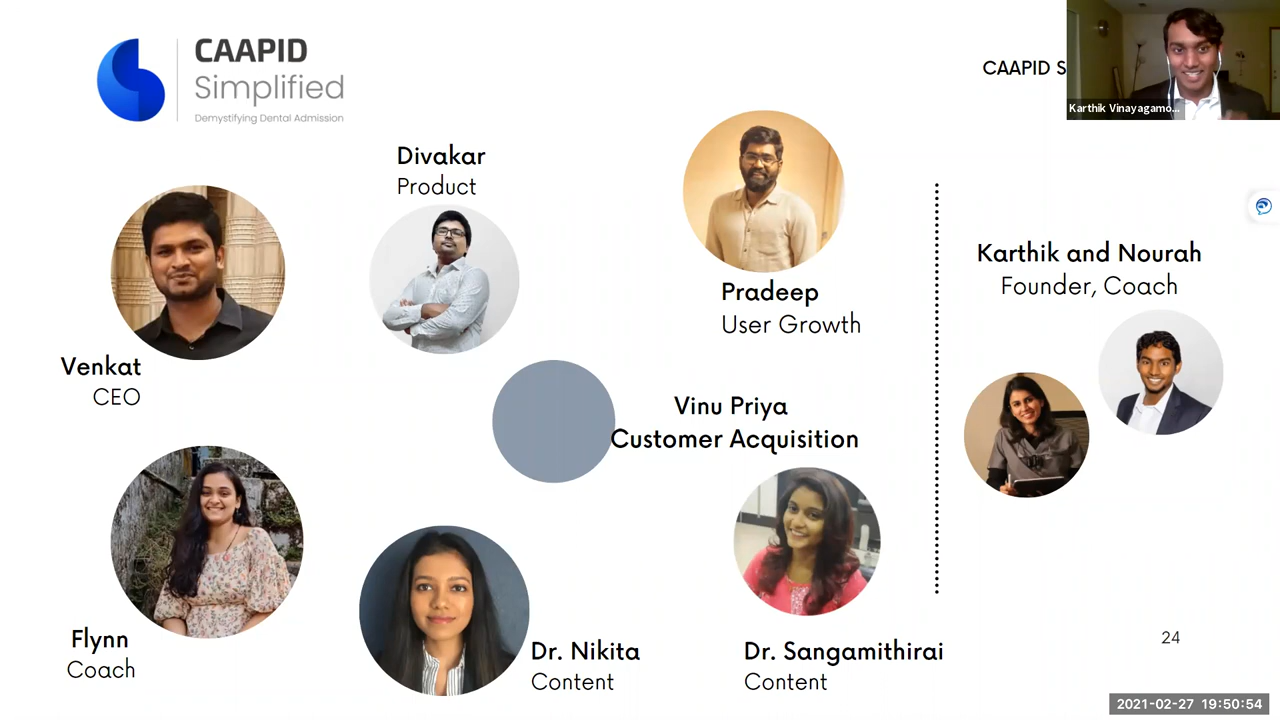 CAAPID
Simplified
Demystifying Dental Admission
CAAPID S
Karthik Vinayagamo...
Divakar
Product
Venkat
CEO
Pradeep
User Growth
Karthik and Nourah
Founder, Coach
Vinu Priya
Customer Acquisition
Flynn
Coach
Dr. Nikita
Content
Dr. Sangamithirai
Content
24
2021-02-27 19:50:54